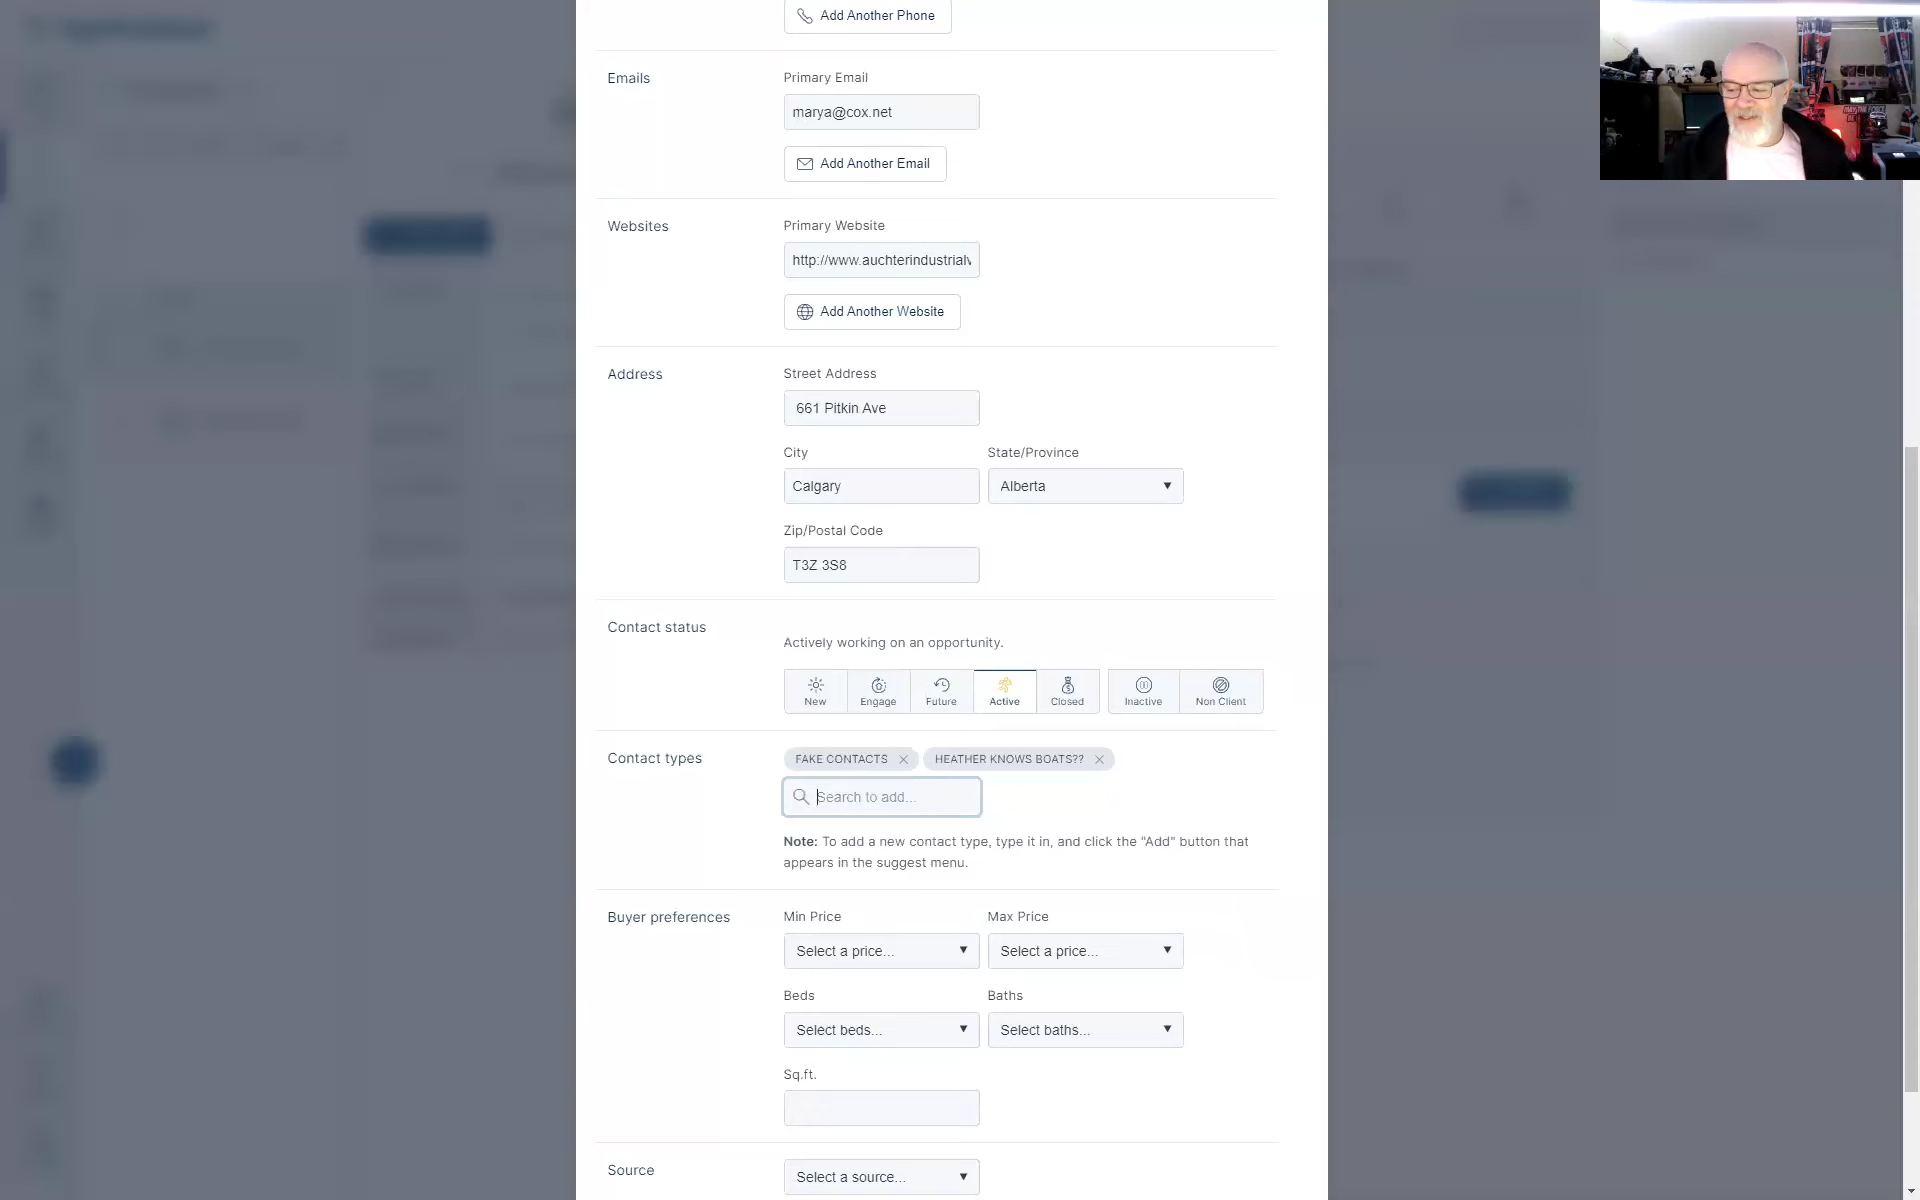 Add Another Phone
Emails
Primary Email
marya@cox.net
Add Another Email
Websites
Primary Website
http://www.auchterindustrialv
Add Another Website
Address
Street Address
661 Pitkin Ave
City
State/Province
Calgary
Alberta
Zip/Postal Code
T3Z 3S8
Contact status
Actively working on an opportunity.
New
Engage
Future
Active
Closed
Inactive
Non Client
Contact types
FAKE CONTACTS
HEATHER KNOWS BOATS??
Search to add...
Note: To add a new contact type, type it in, and click the "Add" button that
appears in the suggest menu.
Buyer preferences
Min Price
Max Price
Select a price...
Select a price...
Beds
Baths
Select beds...
Select baths...
Sq.ft.
Source
Select a source...